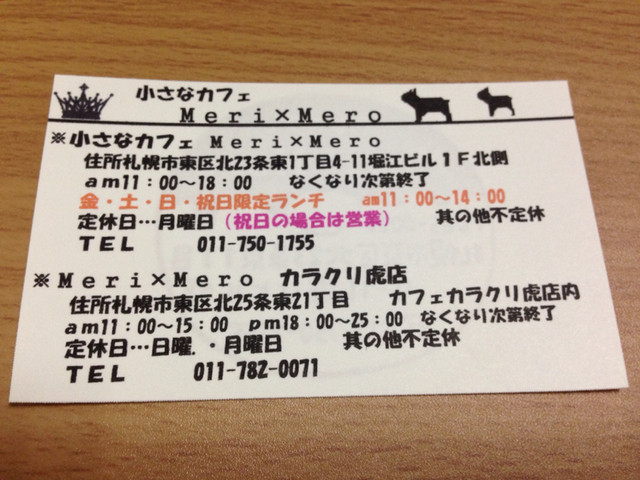 小さなカフェ
Meri×Mero
※小さなカフェ Meri×Mero
住所札幌市東区北23条東1丁目4-11堀江ビル1F北側
am11:00~18:00 なくなり次第終了
金・土・日・祝日限定ランチ am11:00~14:00
定休日…月曜日(祝日の場合は営業) 其の他不定休
TEL 011-750-1755
※Meri×Mero カラクリ虎店
住所札幌市東区北25条東21丁目 カフェカラクリ虎店内
am11:00~15:00 pm18:00~25:00 なくなり次第終了
定休日…日曜.・月曜日 其の他不定休
TEL 011-782-0071